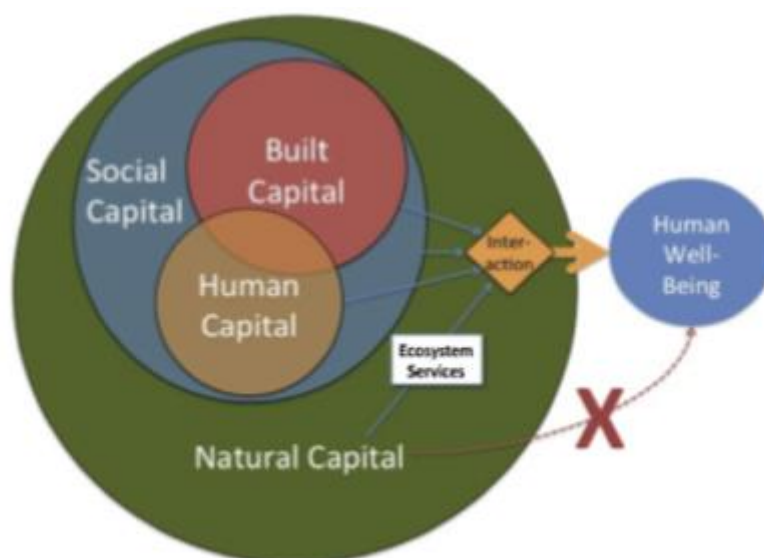 Social
Capital
Built
Capital
Human
Capital
Inter-
action
Human
Well-
Being
Ecosystem
Services
Natural Capital
X